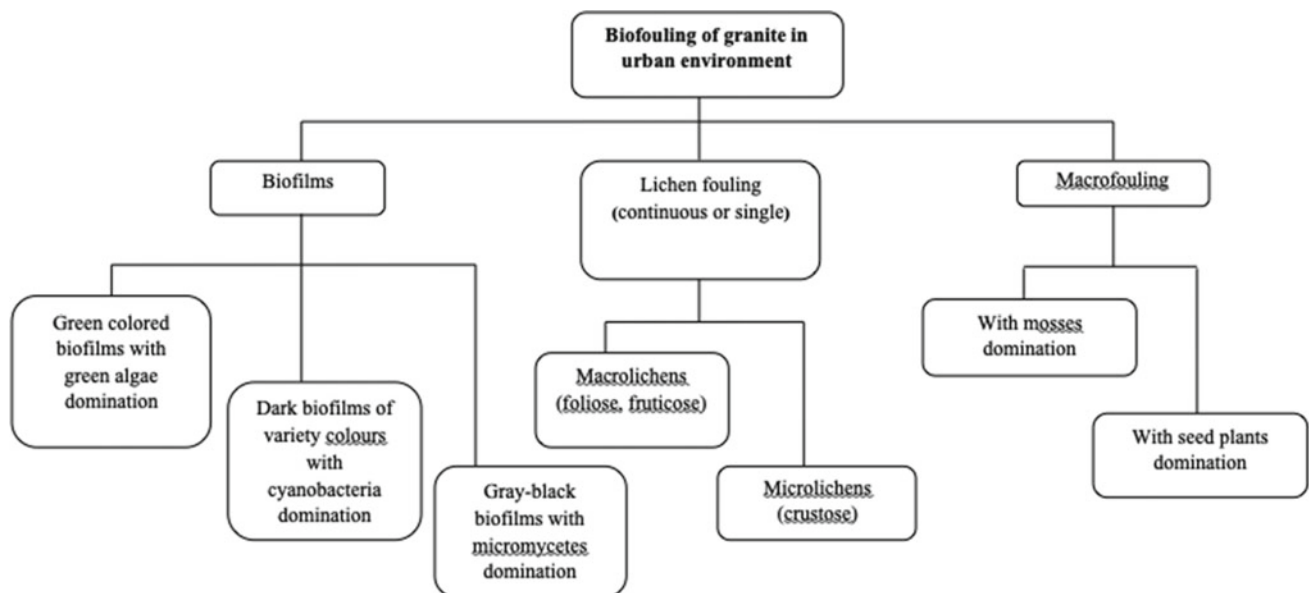 Biofouling of granite in
urban environment
Biofilms
Lichen fouling
(continuous or single)
Macrofouling
Green colored
biofilms with
green algae
domination
Dark biofilms of
variety colours
with
cyanobacteria
domination
Gray-black
biofilms with
micromycetes
domination
Macrolichens
(foliose, fruticose)
Microlichens
(crustose)
With mosses
domination
With seed plants
domination